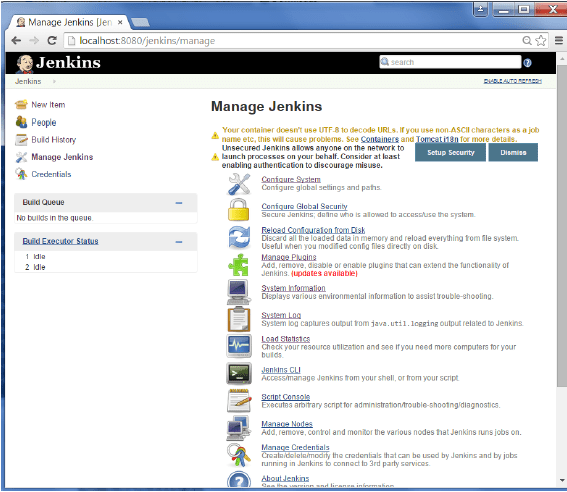 Manage Jenkins [Jen
localhost:8080/jenkins/manage
Jenkins
search
Jenkins
ENABLE AUTO REFRESH
New Item
People
Build History
Manage Jenkins
Credentials
Build Queue
No builds in the queue.
Build Executor Status
1 Idle
2 Idle
Manage Jenkins
Your container doesn't use UTF-8 to decode URLs. If you use non-ASCII characters as a job
name etc, this will cause problems. See Containers and Tomcat i18n for more details.
Unsecured Jenkins allows anyone on the network to
launch processes on your behalf. Consider at least
enabling authentication to discourage misuse.
Setup Security
Dismiss
Configure System
Configure global settings and paths.
Configure Global Security
Secure Jenkins; define who is allowed to access/use the system.
Reload Configuration from Disk
Discard all the loaded data in memory and reload everything from file system.
Useful when you modified config files directly on disk.
Manage Plugins
Add, remove, disable or enable plugins that can extend the functionality of
Jenkins. (updates available)
System Information
Displays various environmental information to assist trouble-shooting.
System Log
System log captures output from java.util.logging output related to Jenkins.
Load Statistics
Check your resource utilization and see if you need more computers for your
builds.
Jenkins CLI
Access/manage Jenkins from your shell, or from your script
Script Console
Executes arbitrary script for administration/trouble-shooting/diagnostics.
Manage Nodes
Add, remove, control and monitor the various nodes that Jenkins runs jobs on.
Manage Credentials
Create/delete/modify the credentials that can be used by Jenkins and by jobs
running in Jenkins to connect to 3rd party services.
About Jenkins
See the version and license information